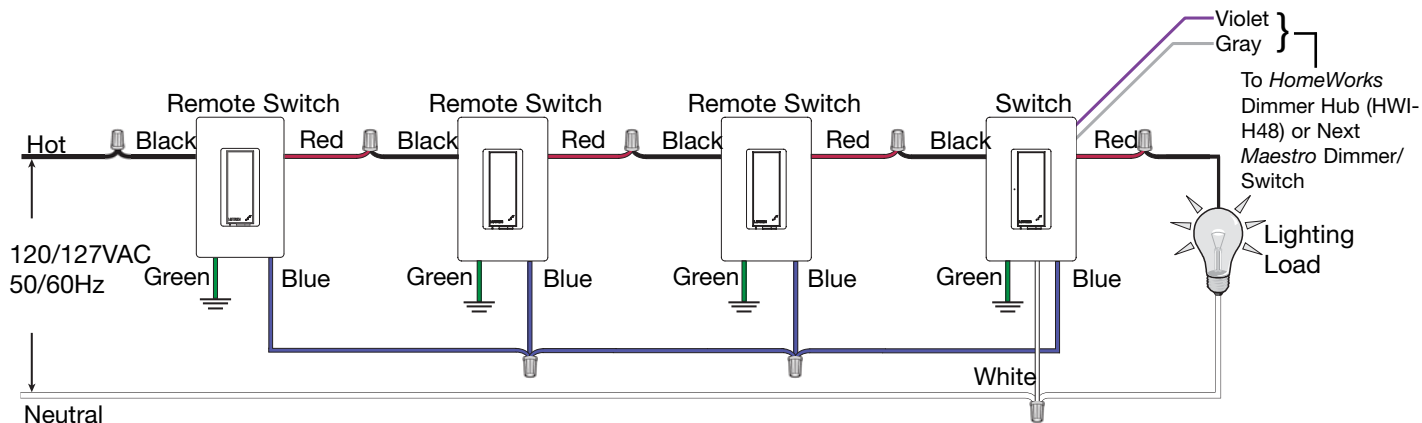 Violet
Gray
To HomeWorks
Dimmer Hub (HWI-
H48) or Next
Maestro Dimmer/
Switch
Remote Switch
Remote Switch
Remote Switch
Switch
Hot
Black
Red
Black
Red
Black
Red
Black
Red
120/127VAC
50/60Hz
Green
Blue
Green
Blue
Green
Blue
Green
Blue
Lighting
Load
White
Neutral